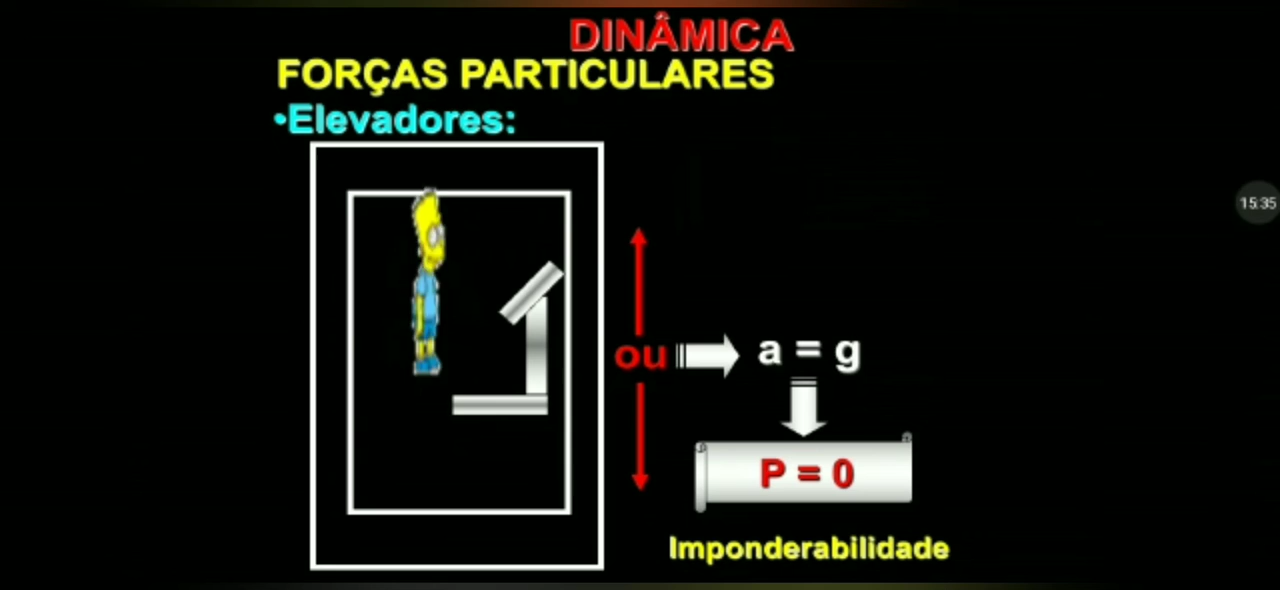 DINÂMICA
FORÇAS PARTICULARES
•Elevadores:
15:35
ou
a = g
P = 0
Imponderabilidade